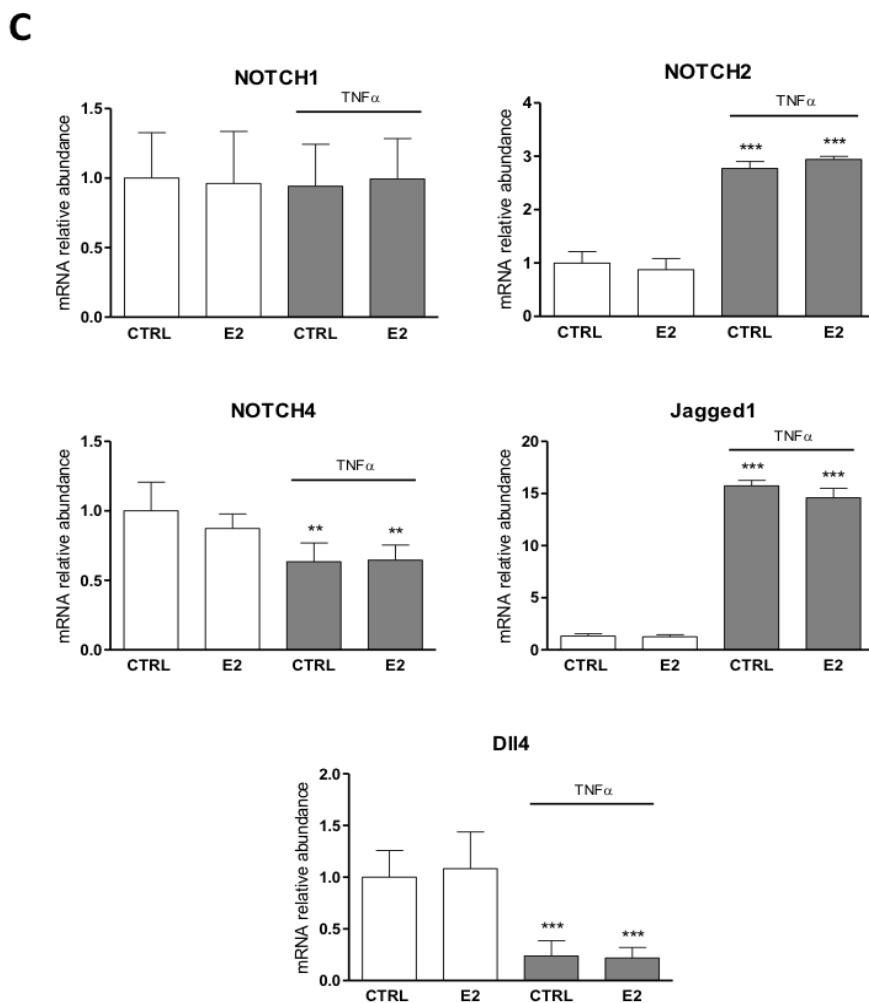 C
NOTCH1
TNFα
mRNA relative abundance
1.5
1.0
0.5
0.0
CTRL E2 CTRL E2
NOTCH2
TNFα
mRNA relative abundance
4
3
2
1
0
*** ***
CTRL E2 CTRL E2
NOTCH4
TNFα
mRNA relative abundance
1.5
1.0
0.5
0.0
** **
CTRL E2 CTRL E2
Jagged1
TNFα
mRNA relative abundance
20
15
10
5
0
*** ***
CTRL E2 CTRL E2
Dll4
TNFα
mRNA relative abundance
2.0
1.5
1.0
0.5
0.0
*** ***
CTRL E2 CTRL E2